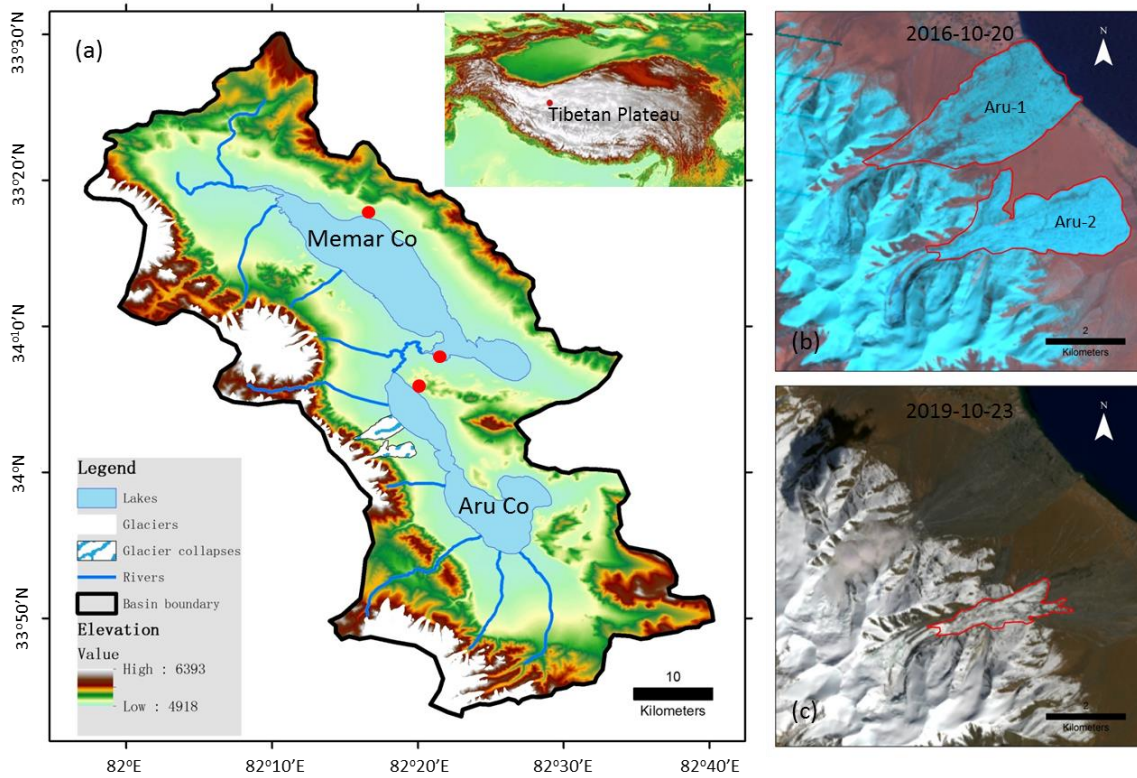 (a)
33°30'N
33°20'N
34°10'N
34°N
33°50'N
Tibetan Plateau
Memar Co
Aru Co
Legend
Lakes
Glaciers
Glacier collapses
Rivers
Basin boundary
Elevation
Value
High : 6393
Low : 4918
10
Kilometers
82°E
82°10'E
82°20'E
82°30'E
82°40'E
2016-10-20
N
Aru-1
Aru-2
2
Kilometers
(b)
2019-10-23
N
2
Kilometers
(c)